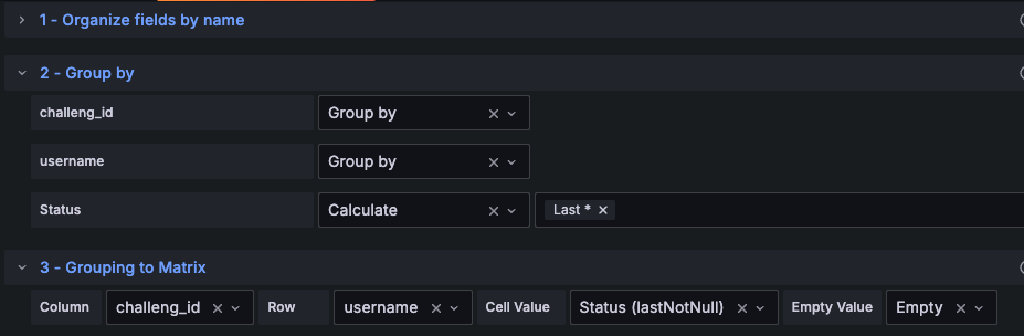 1 - Organize fields by name
2 - Group by
challeng_id Group by
username Group by
Status Calculate Last *
3 - Grouping to Matrix
Column challeng_id Row username Cell Value Status (lastNotNull) Empty Value Empty